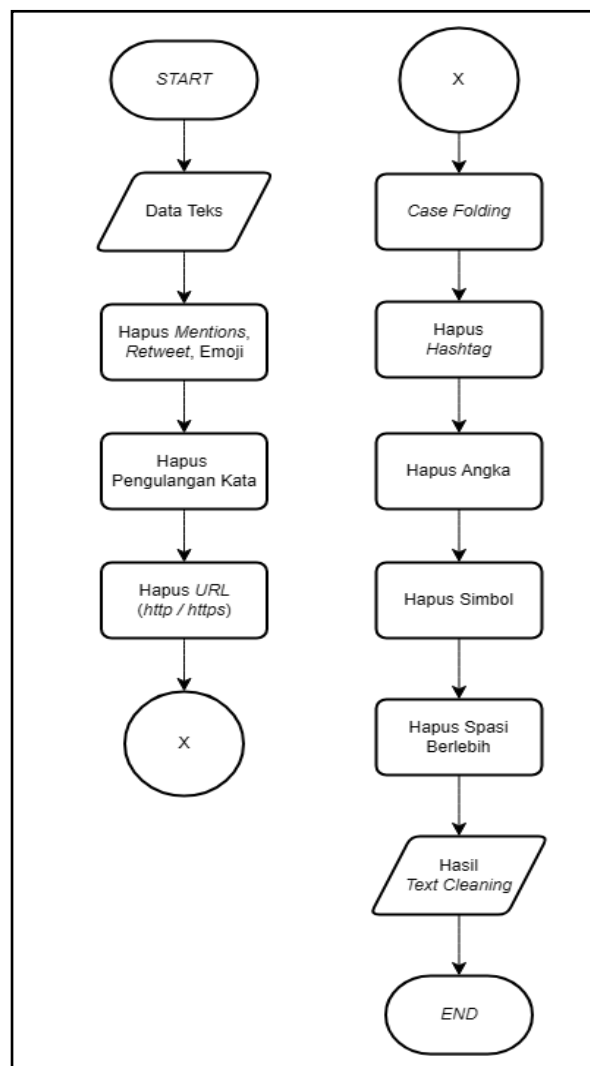 START
Data Teks
Hapus Mentions,
Retweet, Emoji
Hapus
Pengulangan Kata
Hapus URL
(http / https)
X
X
Case Folding
Hapus
Hashtag
Hapus Angka
Hapus Simbol
Hapus Spasi
Berlebih
Hasil
Text Cleaning
END